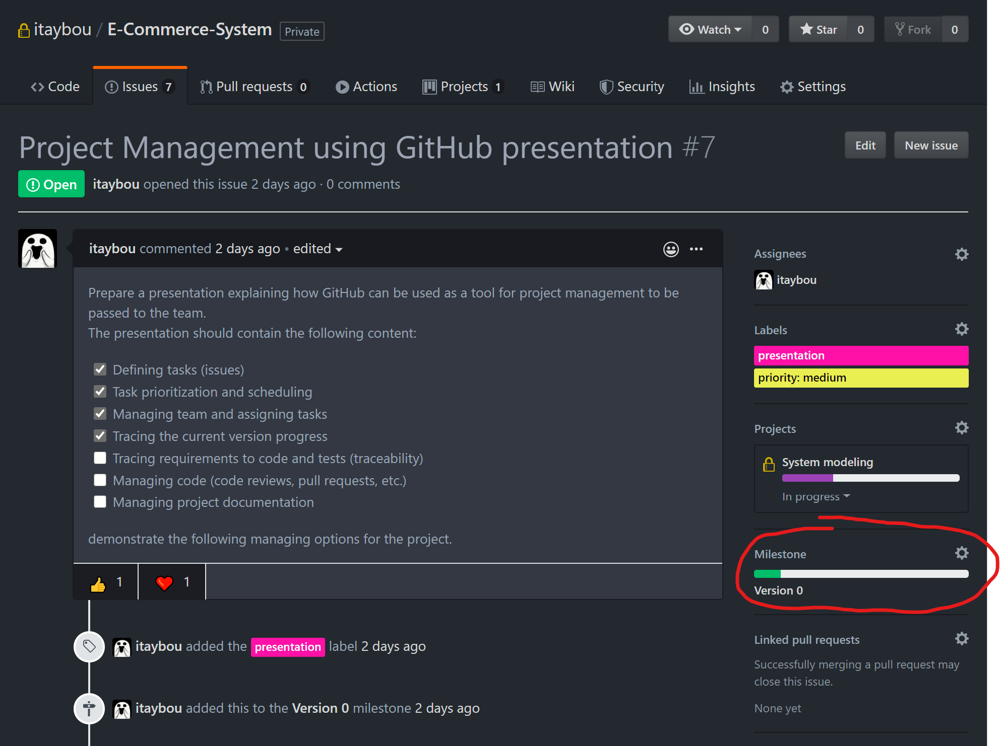 itaybou / E-Commerce-System Private
Watch 0 Star 0 Fork 0
Code Issues 7 Pull requests 0 Actions Projects 1 Wiki Security Insights Settings
Project Management using GitHub presentation #7
Edit New issue
Open itaybou opened this issue 2 days ago · 0 comments
itaybou commented 2 days ago • edited
Prepare a presentation explaining how GitHub can be used as a tool for project management to be
passed to the team.
The presentation should contain the following content:
Defining tasks (issues)
Task prioritization and scheduling
Managing team and assigning tasks
Tracing the current version progress
Tracing requirements to code and tests (traceability)
Managing code (code reviews, pull requests, etc.)
Managing project documentation
demonstrate the following managing options for the project.
1 1
itaybou added the presentation label 2 days ago
itaybou added this to the Version 0 milestone 2 days ago
Assignees
itaybou
Labels
presentation
priority: medium
Projects
System modeling
In progress
Milestone
Version 0
Linked pull requests
Successfully merging a pull request may
close this issue.
None yet